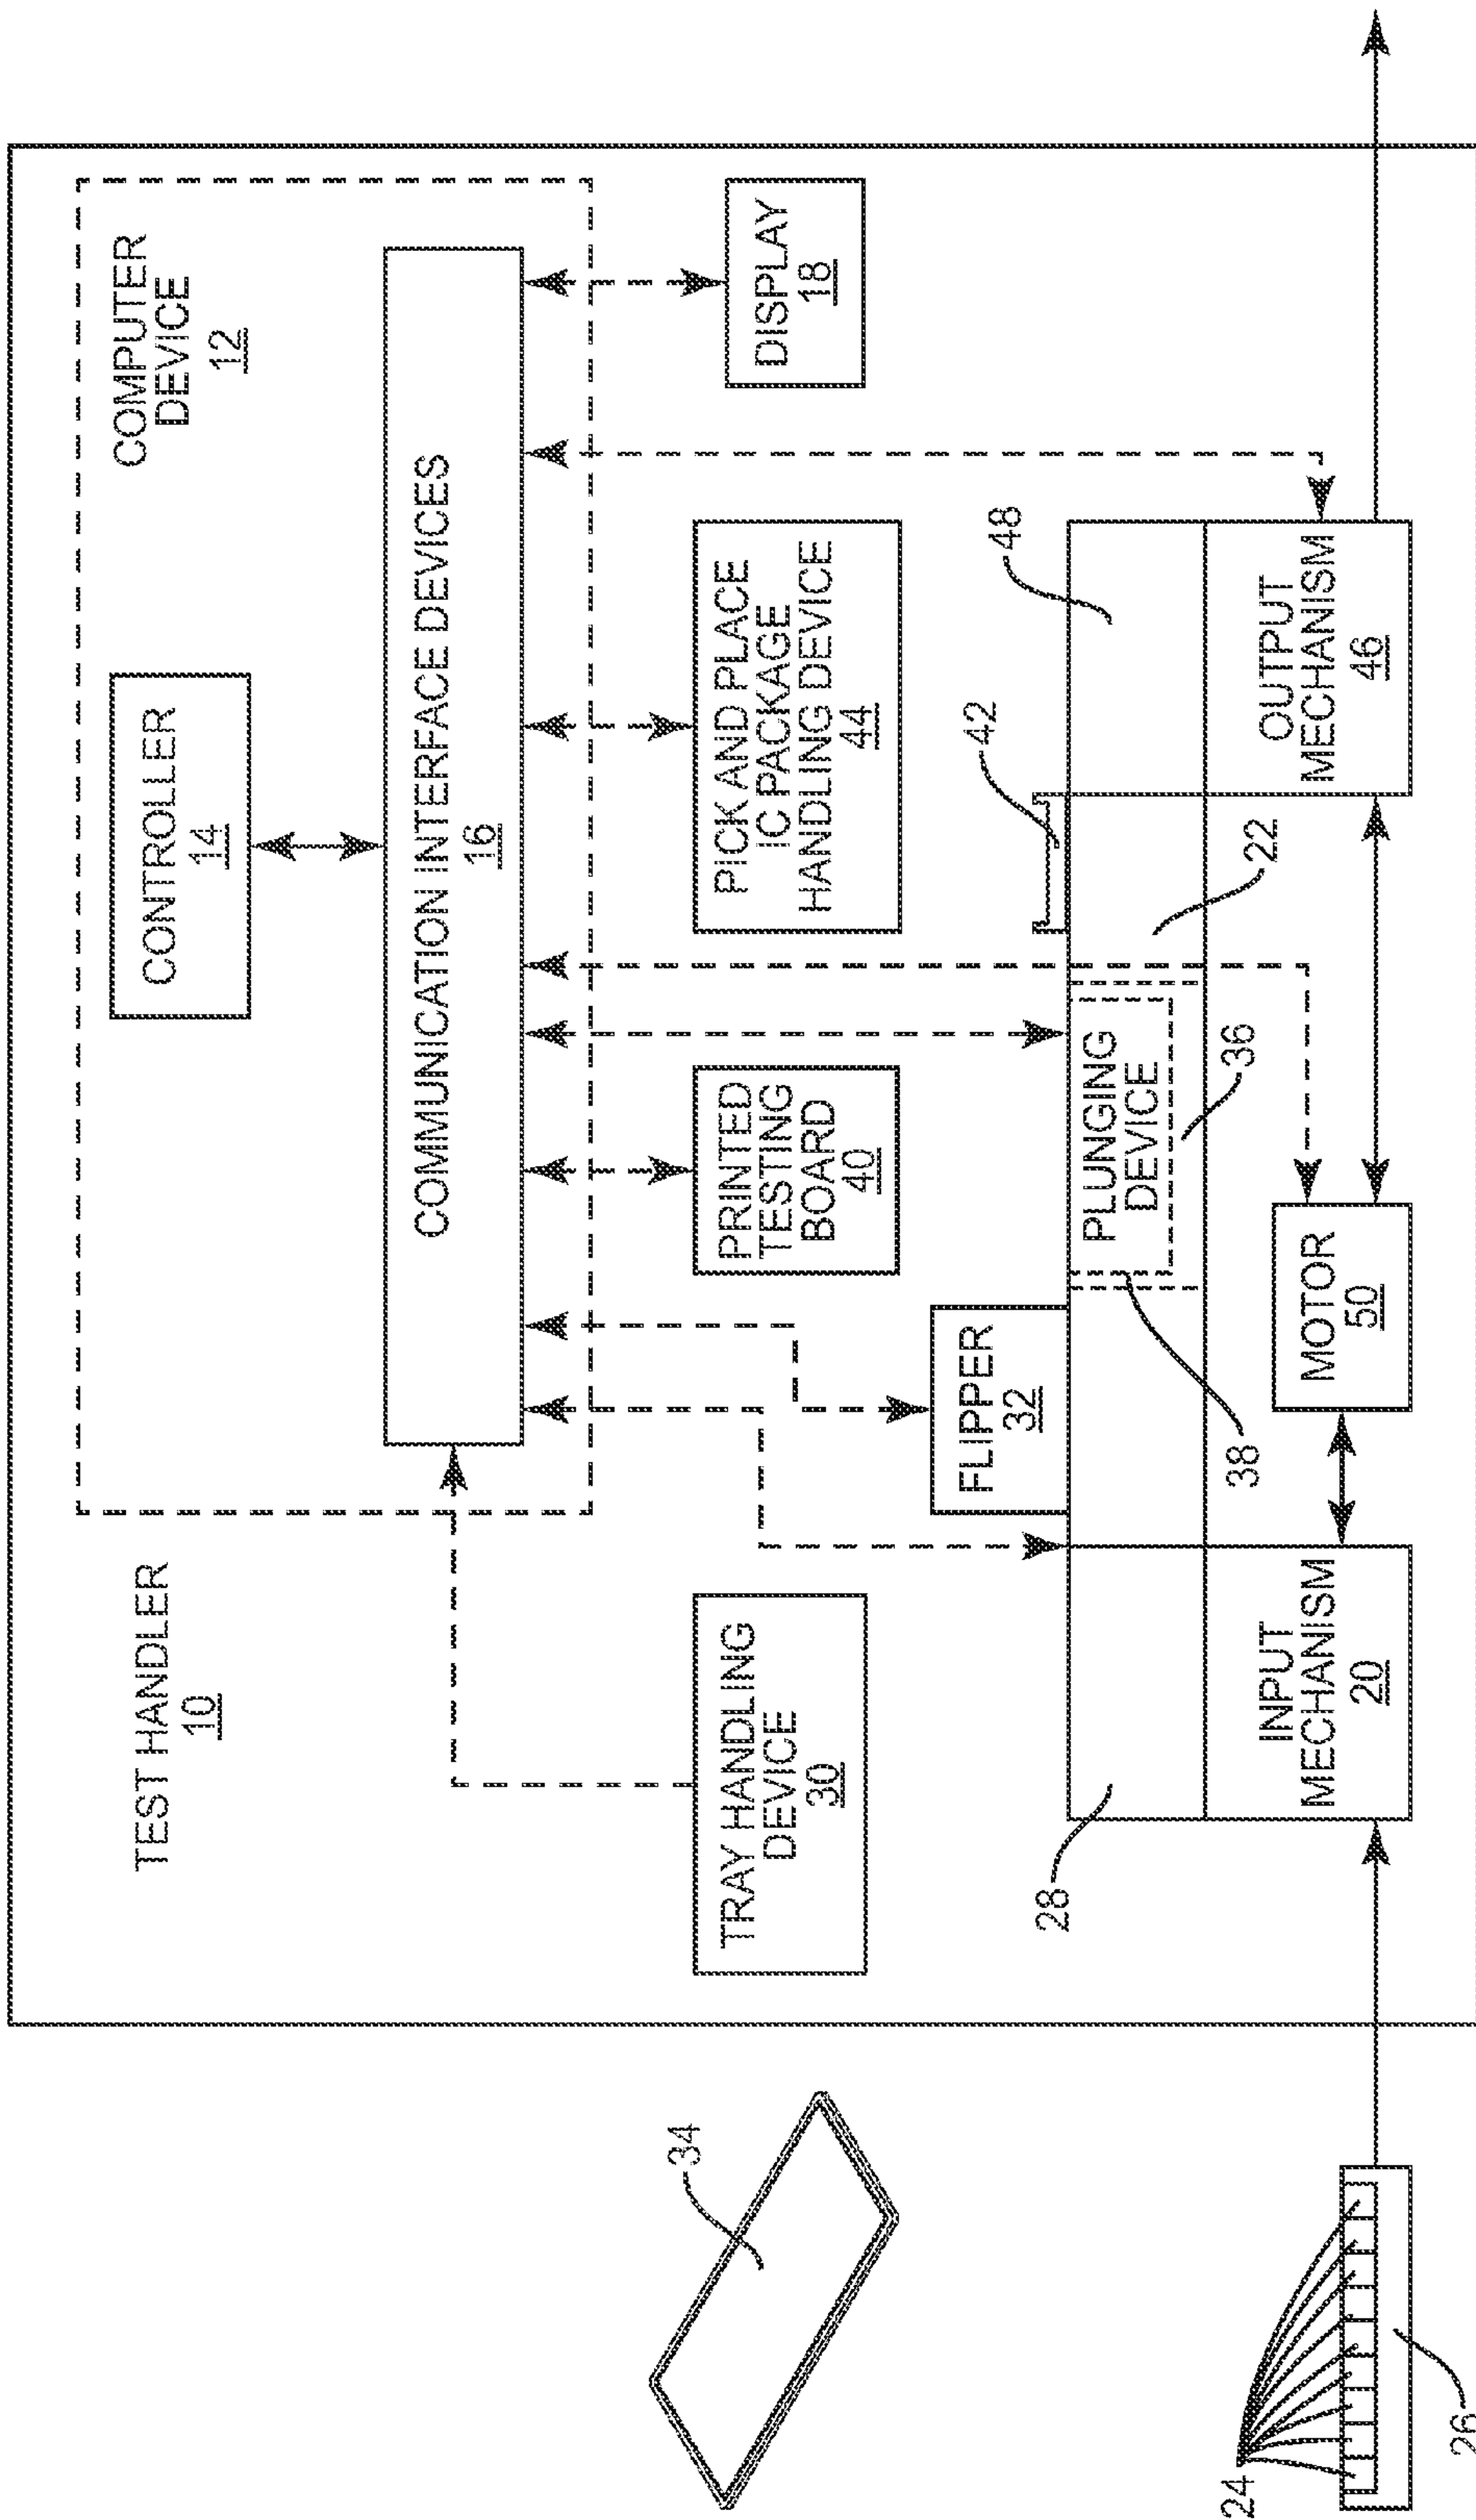 TEST HANDLER
10
COMPUTER
DEVICE
12
CONTROLLER
14
COMMUNICATION INTERFACE DEVICES
16
TRAY HANDLING
DEVICE
30
FLIPPER
32
PRINTED
TESTING
BOARD
40
PICK AND PLACE
IC PACKAGE
HANDLING DEVICE
44
DISPLAY
18
34
28
PLUNGING
DEVICE
38
36
22
42
48
INPUT
MECHANISM
20
MOTOR
50
OUTPUT
MECHANISM
46
24
26